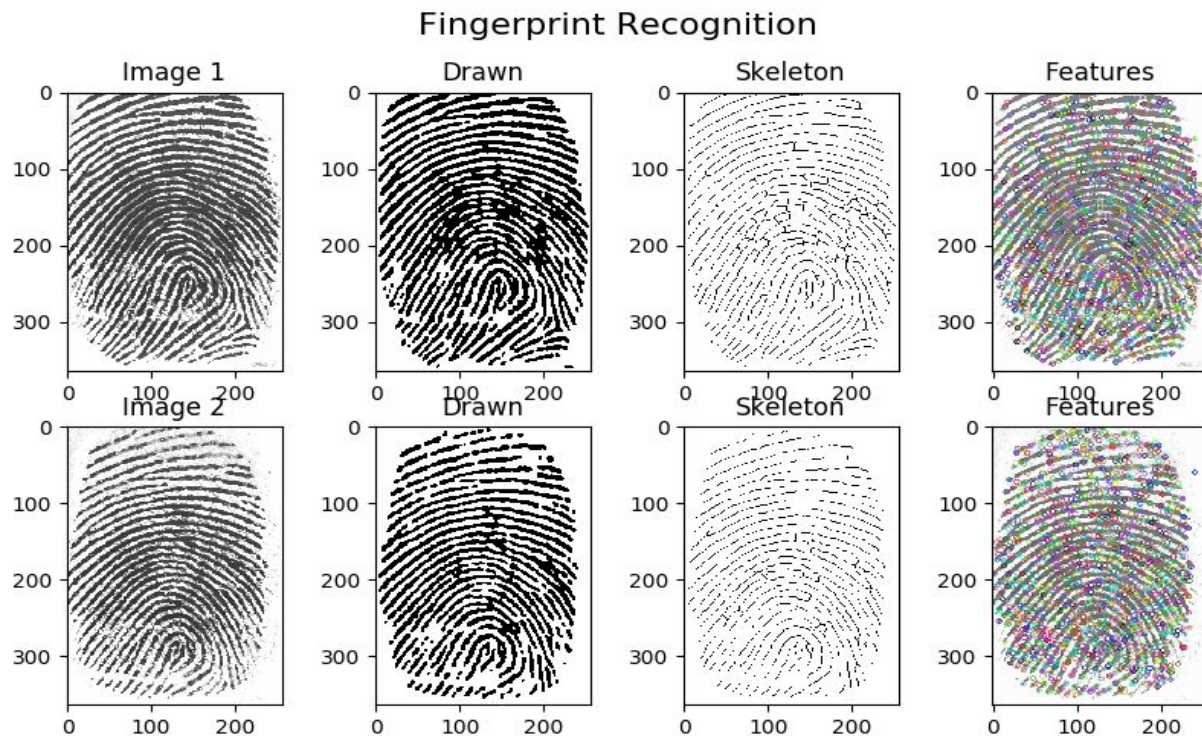 Fingerprint Recognition
Image 1 Drawn Skeleton Features
0 0 0 0
100 100 100 100
200 200 200 200
300 300 300 300
0 100 200 0 100 200 0 100 200 0 100 200
Image 2 Drawn Skeleton Features
0 0 0 0
100 100 100 100
200 200 200 200
300 300 300 300
0 100 200 0 100 200 0 100 200 0 100 200